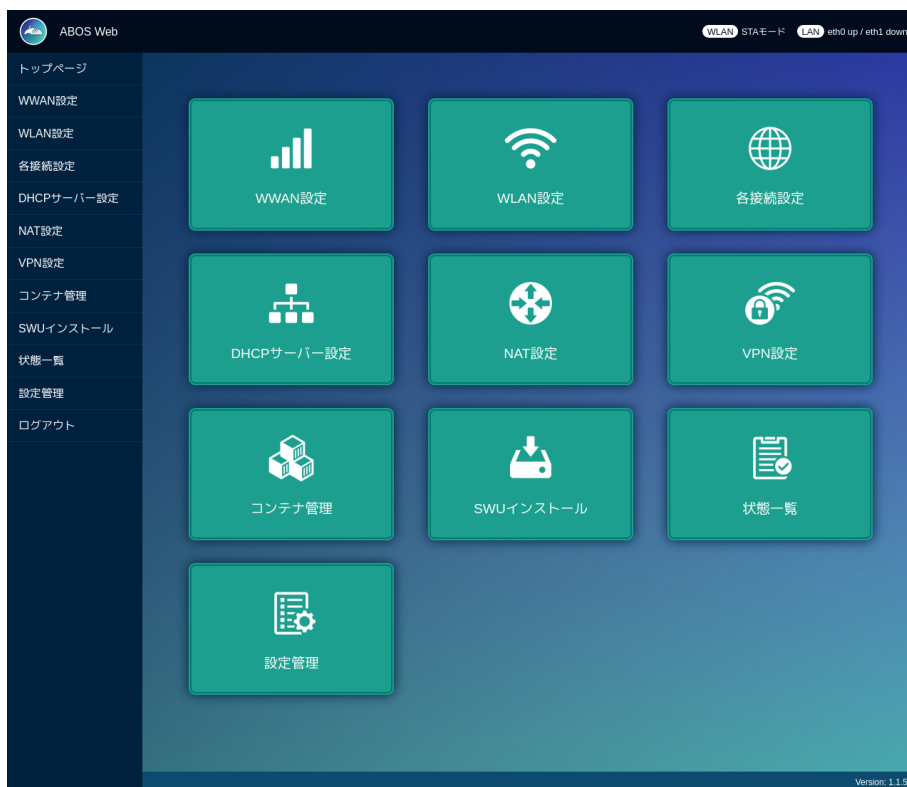 ABOS Web
WLAN STAモード LAN eth0 up / eth1 down
トップページ
WWAN設定
WLAN設定
各接続設定
DHCPサーバー設定
NAT設定
VPN設定
コンテナ管理
SWUインストール
状態一覧
設定管理
ログアウト
WWAN設定
WLAN設定
各接続設定
DHCPサーバー設定
NAT設定
VPN設定
コンテナ管理
SWUインストール
状態一覧
設定管理
Version: 1.1.5